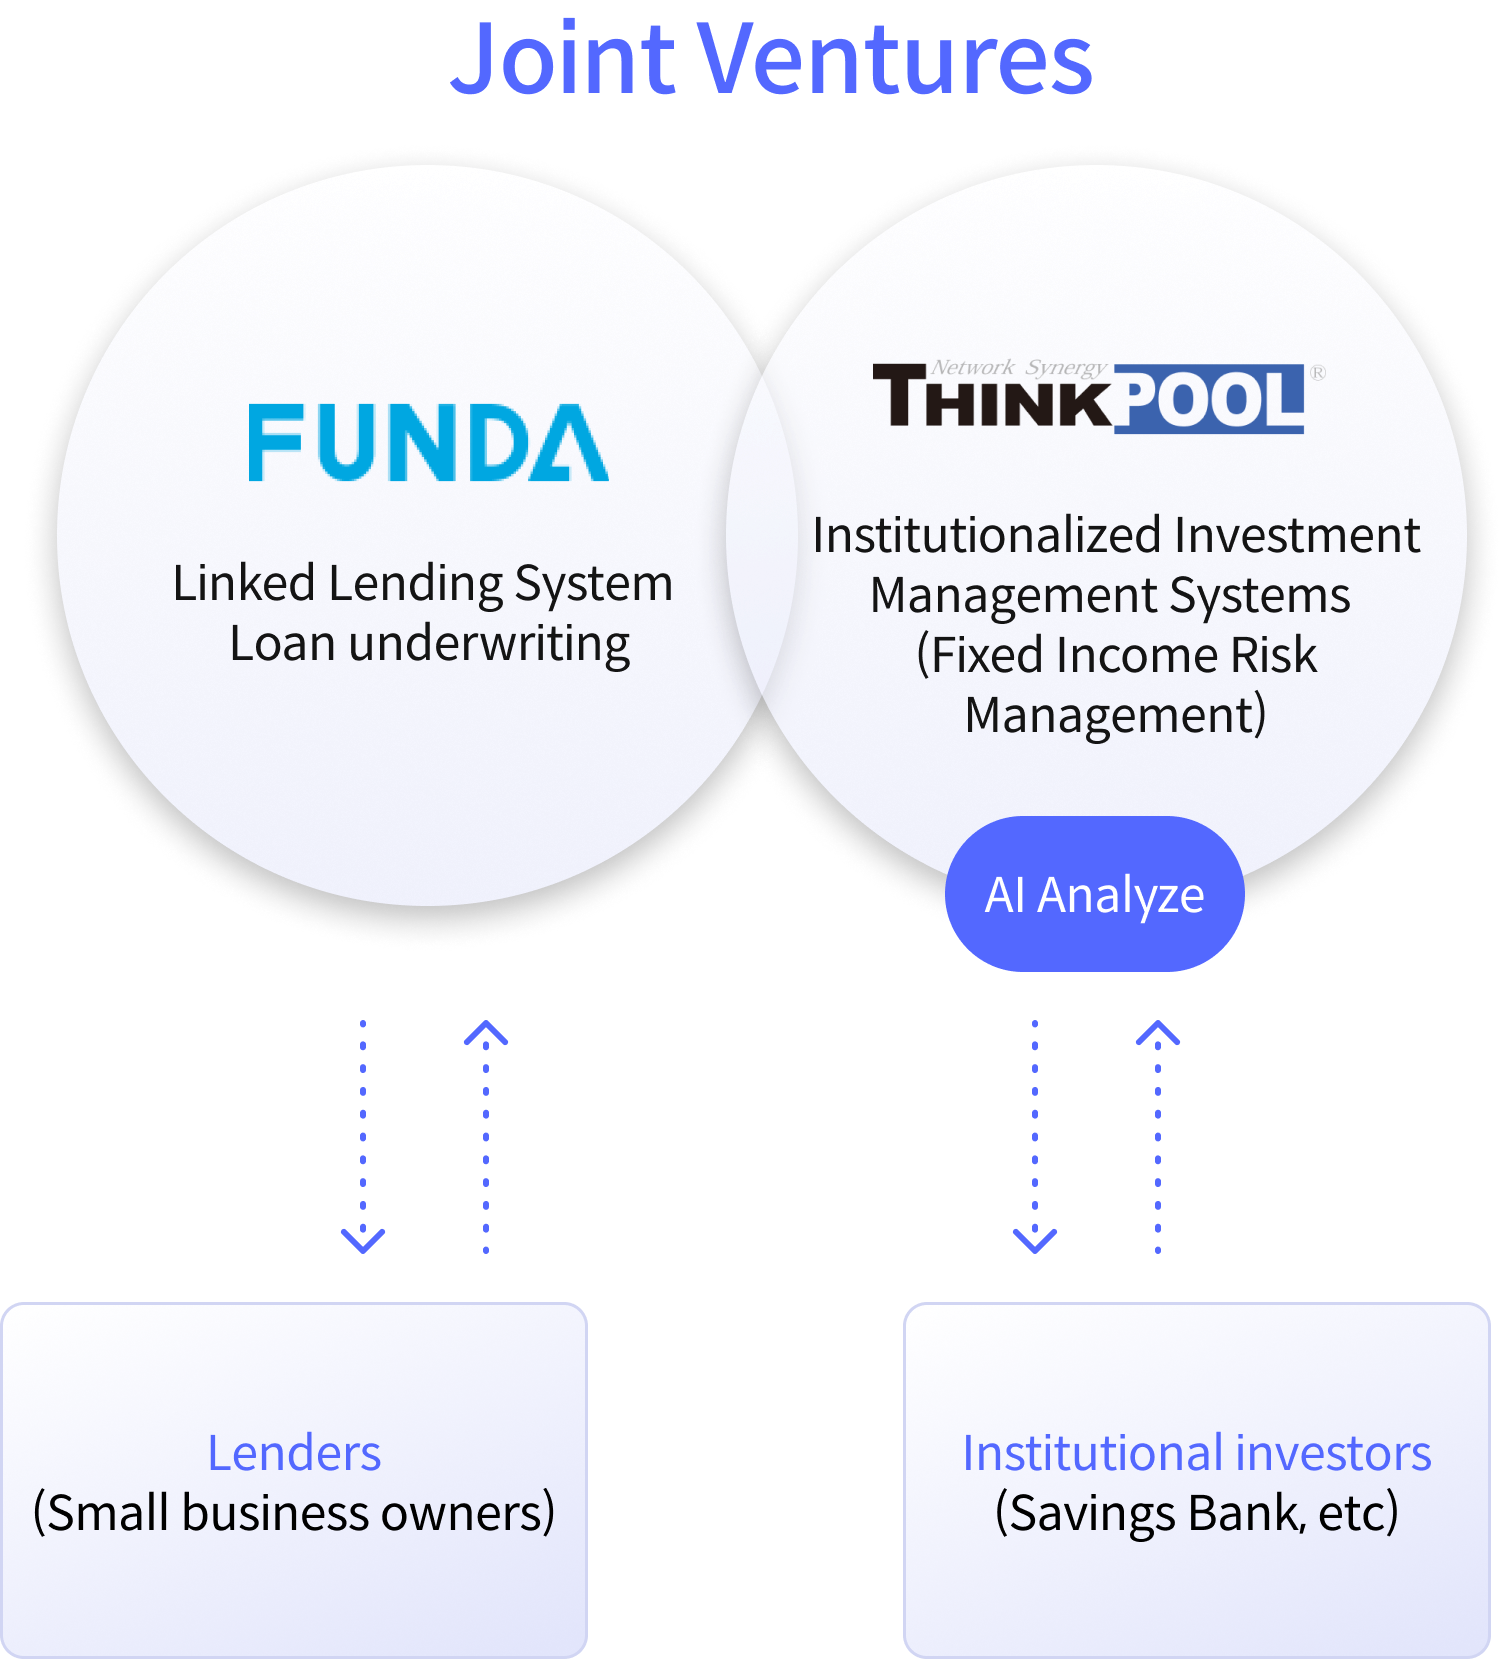 Joint Ventures
FUNDA
Linked Lending System
Loan underwriting
Network Synergy
THINKPOOL®
Institutionalized Investment
Management Systems
(Fixed Income Risk
Management)
AI Analyze
Lenders
(Small business owners)
Institutional investors
(Savings Bank, etc)